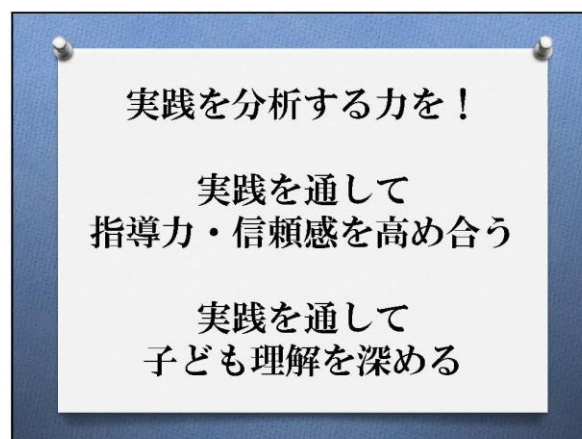 実践を分析する力を！
実践を通して
指導力・信頼感を高め合う
実践を通して
子ども理解を深める